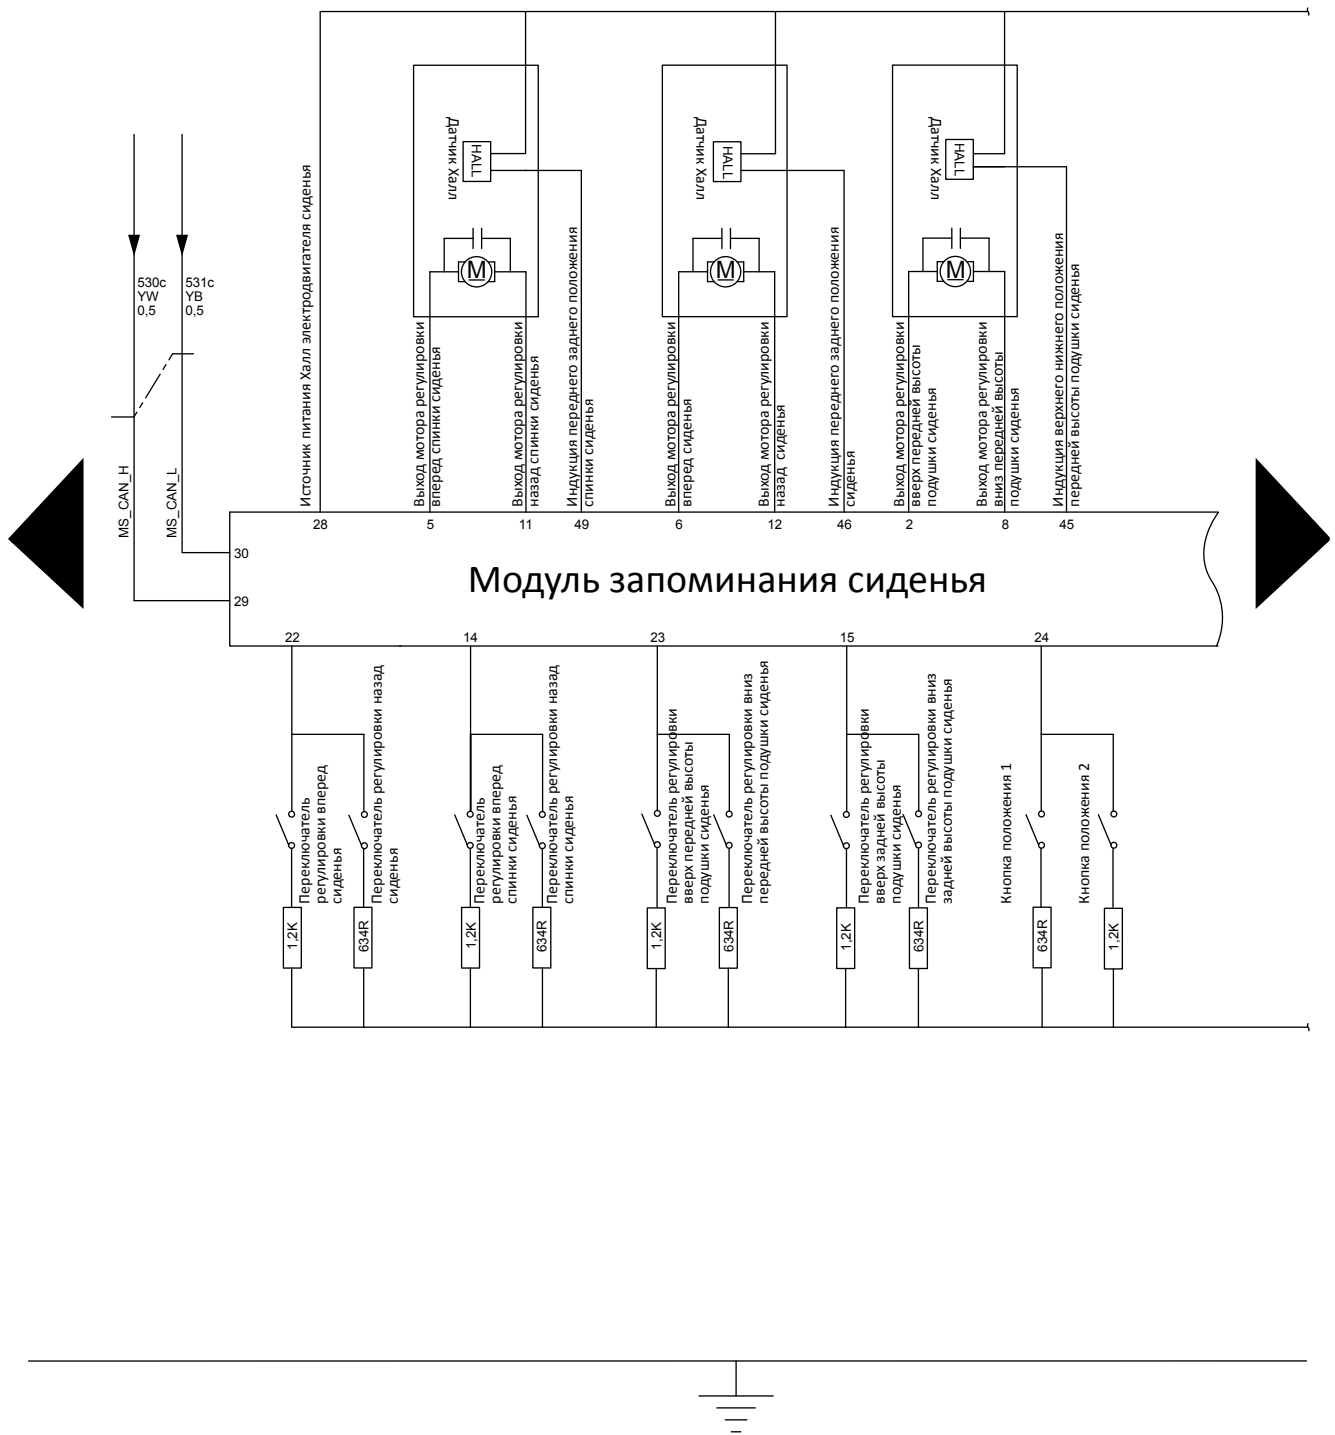 Датчик Халл
HALL
M
Датчик Халл
HALL
M
Датчик Халл
HALL
M
530c
YW
0,5
531c
YB
0,5
MS_CAN_H
MS_CAN_L
Источник питания Халл электродвигателя сиденья
Выход мотора регулировки
вперед спинки сиденья
Выход мотора регулировки
назад спинки сиденья
Индукция переднего заднего положения
спинки сиденья
Выход мотора регулировки
вперед сиденья
Выход мотора регулировки
назад сиденья
Индукция переднего заднего положения
сиденья
Выход мотора регулировки
вверх передней высоты
подушки сиденья
Выход мотора регулировки
вниз передней высоты
подушки сиденья
Индукция верхнего нижнего положения
передней высоты подушки сиденья
28
5
11
49
6
12
46
2
8
45
30
29
Модуль запоминания сиденья
22
14
23
15
24
Переключатель
регулировки вперед
сиденья
Переключатель регулировки назад
сиденья
Переключатель
регулировки вперед
спинки сиденья
Переключатель регулировки назад
спинки сиденья
Переключатель регулировки
вверх передней высоты
подушки сиденья
Переключатель регулировки вниз
передней высоты подушки сиденья
Переключатель регулировки
вверх задней высоты
подушки сиденья
Переключатель регулировки вниз
задней высоты подушки сиденья
Кнопка положения 1
Кнопка положения 2
1,2K
634R
1,2K
634R
1,2K
634R
1,2K
634R
634R
1,2K